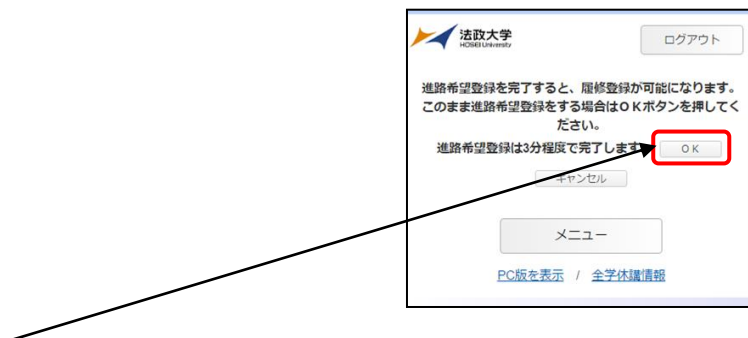 法政大学
HOSEI University
ログアウト
進路希望登録を完了すると、履修登録が可能になります。
このまま進路希望登録をする場合はＯＫボタンを押してく
ださい。
進路希望登録は3分程度で完了します
ＯＫ
キャンセル
メニュー
PC版を表示 / 全学休講情報